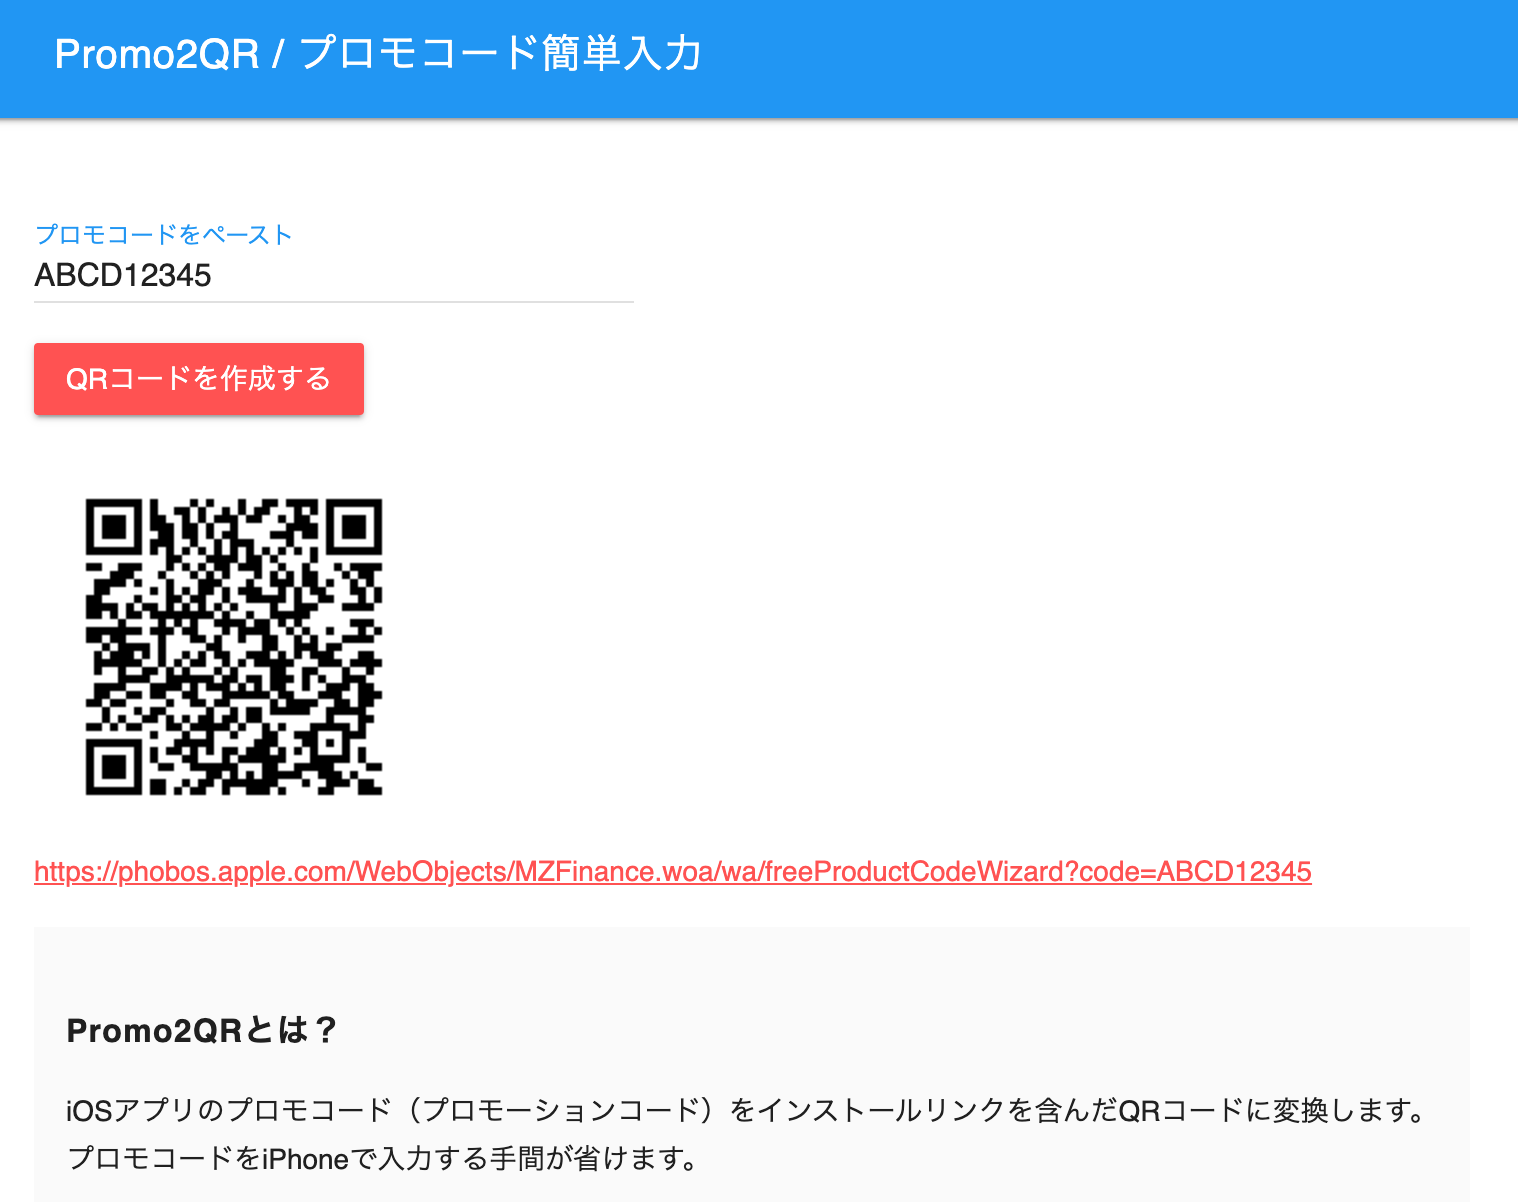 Promo2QR / プロモコード簡単入力
プロモコードをペースト
ABCD12345
QRコードを作成する
https://phobos.apple.com/WebObjects/MZFinance.woa/wa/freeProductCodeWizard?code=ABCD12345
Promo2QRとは？
iOSアプリのプロモコード（プロモーションコード）をインストールリンクを含んだQRコードに変換します。
プロモコードをiPhoneで入力する手間が省けます。